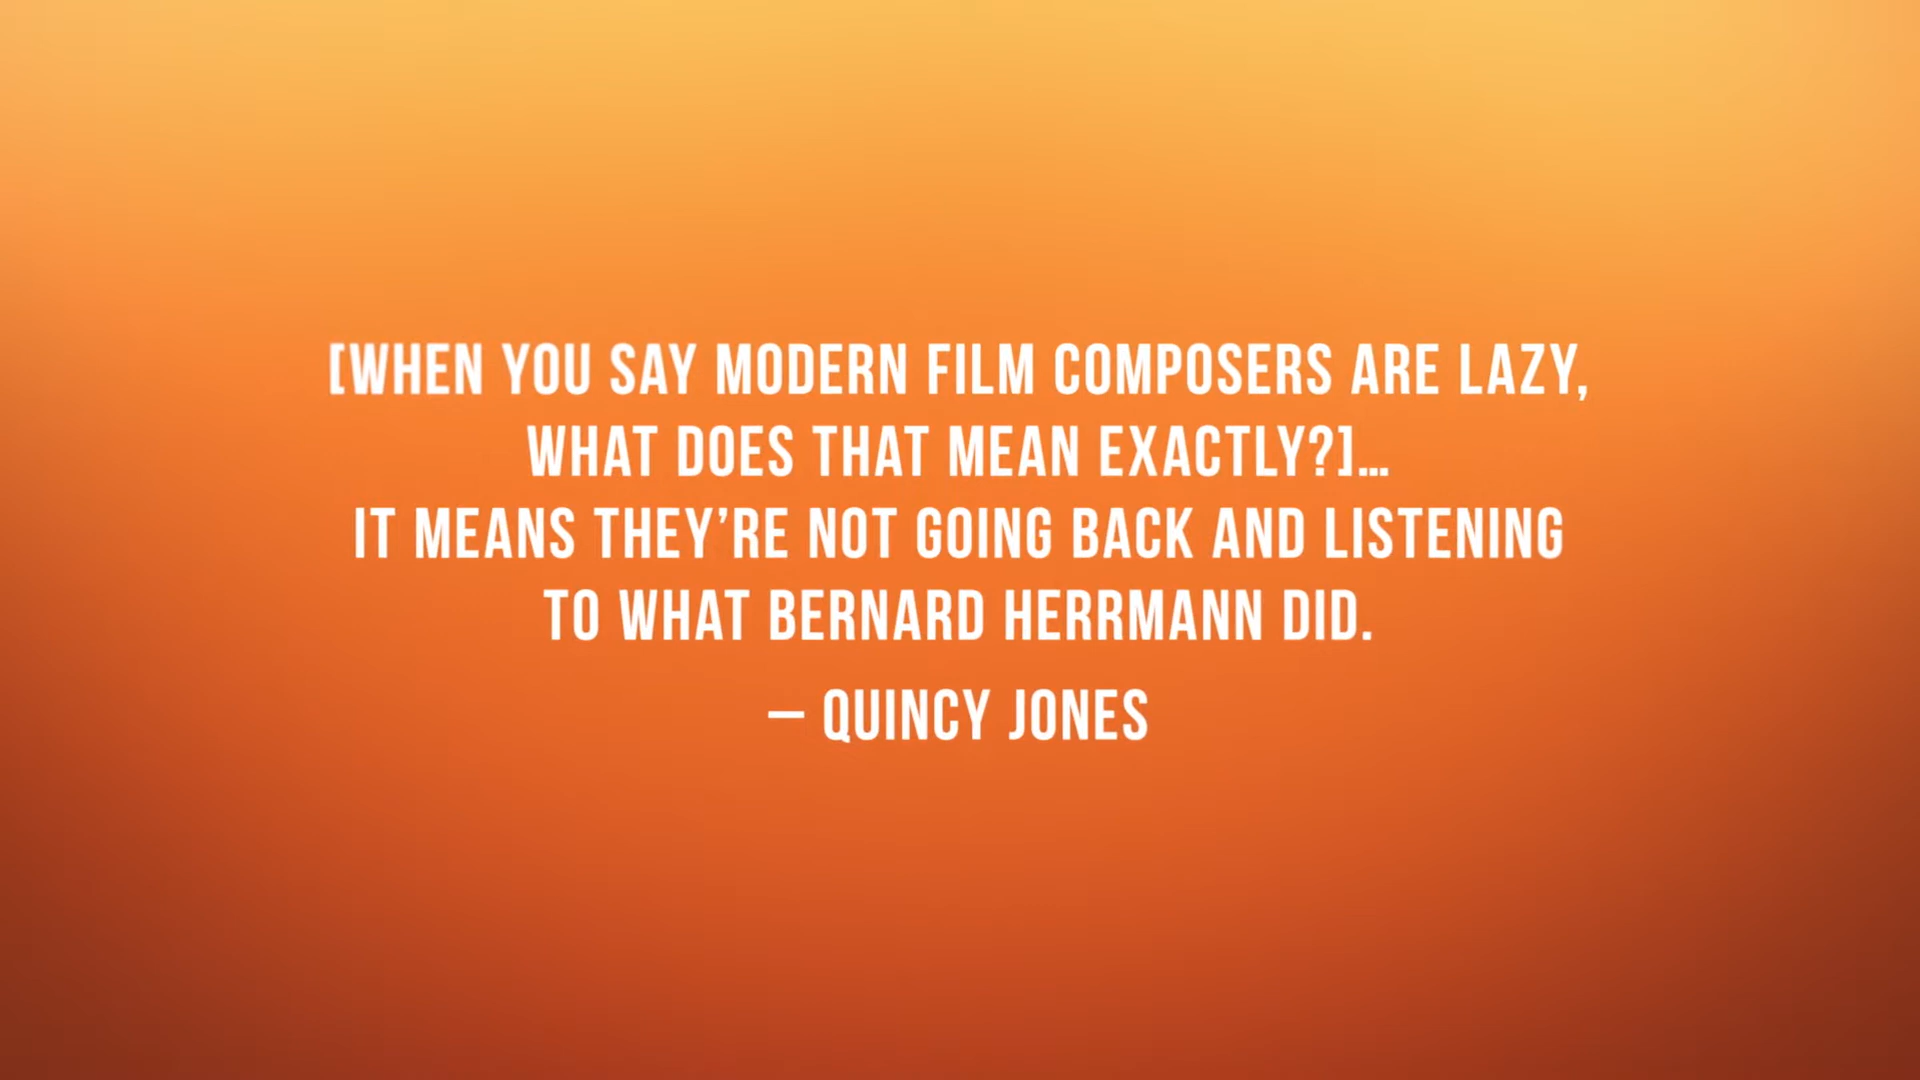 [WHEN YOU SAY MODERN FILM COMPOSERS ARE LAZY,
WHAT DOES THAT MEAN EXACTLY?]…
IT MEANS THEY’RE NOT GOING BACK AND LISTENING
TO WHAT BERNARD HERRMANN DID.
– QUINCY JONES